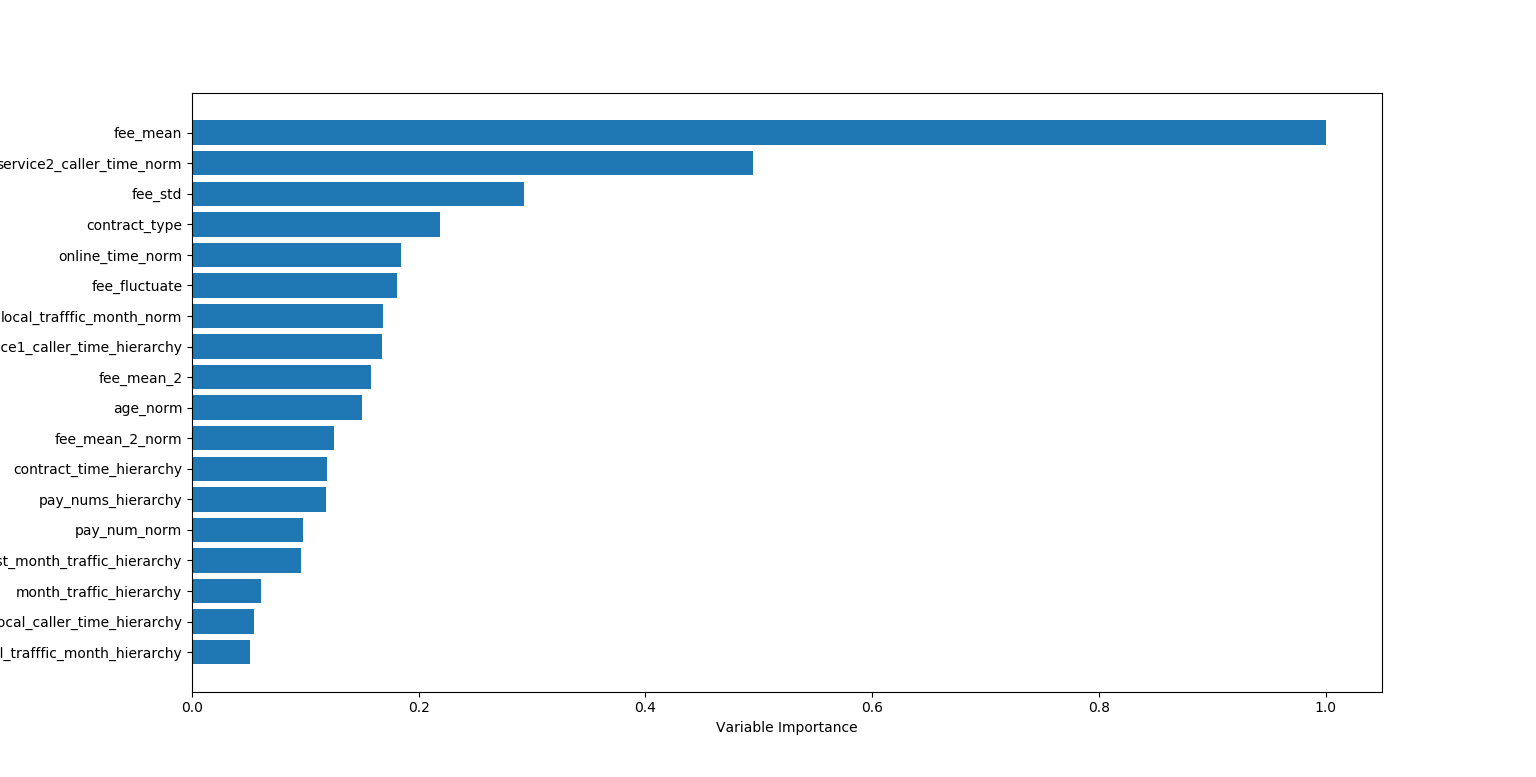 fee_mean
service2_caller_time_norm
fee_std
contract_type
online_time_norm
fee_fluctuate
local_trafffic_month_norm
ce1_caller_time_hierarchy
fee_mean_2
age_norm
fee_mean_2_norm
contract_time_hierarchy
pay_nums_hierarchy
pay_num_norm
st_month_traffic_hierarchy
month_traffic_hierarchy
ocal_caller_time_hierarchy
l_trafffic_month_hierarchy
0.0 0.2 0.4 0.6 0.8 1.0
Variable Importance